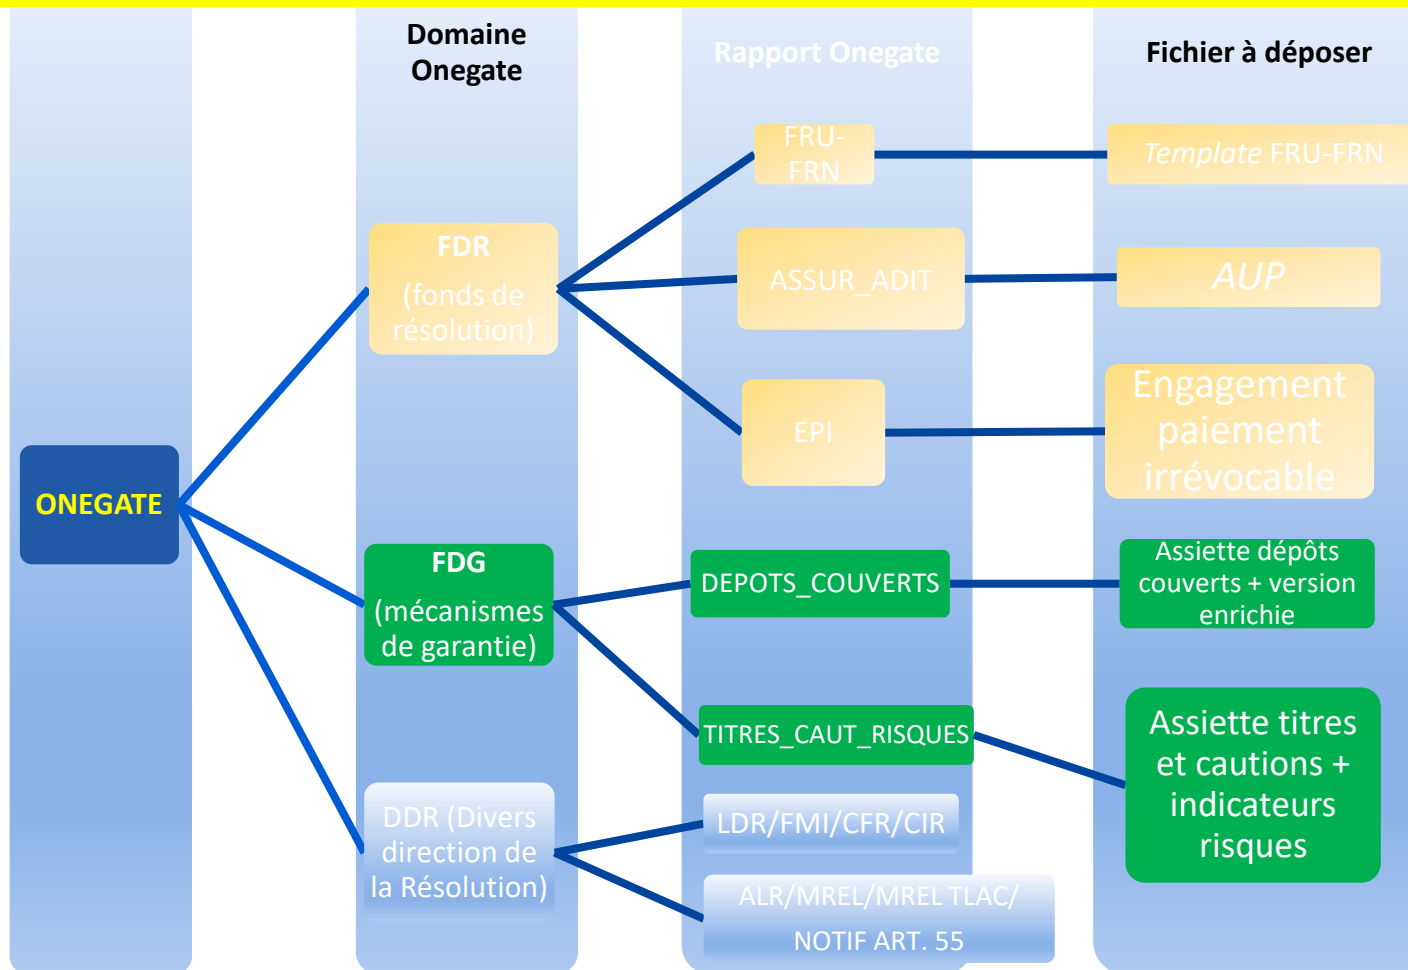 Domaine
Onegate
Rapport Onegate
Fichier à déposer
FRU-
FRN
Template FRU-FRN
FDR
(fonds de
résolution)
ASSUR_ADIT
AUP
EPI
Engagement
paiement
irrévocable
ONEGATE
FDG
(mécanismes
de garantie)
DEPOTS_COUVERTS
Assiette dépôts
couverts + version
enrichie
TITRES_CAUT_RISQUES
Assiette titres
et cautions +
indicateurs
risques
DDR (Divers
direction de
la Résolution)
LDR/FMI/CFR/CIR
ALR/MREL/MREL TLAC/
NOTIF ART. 55